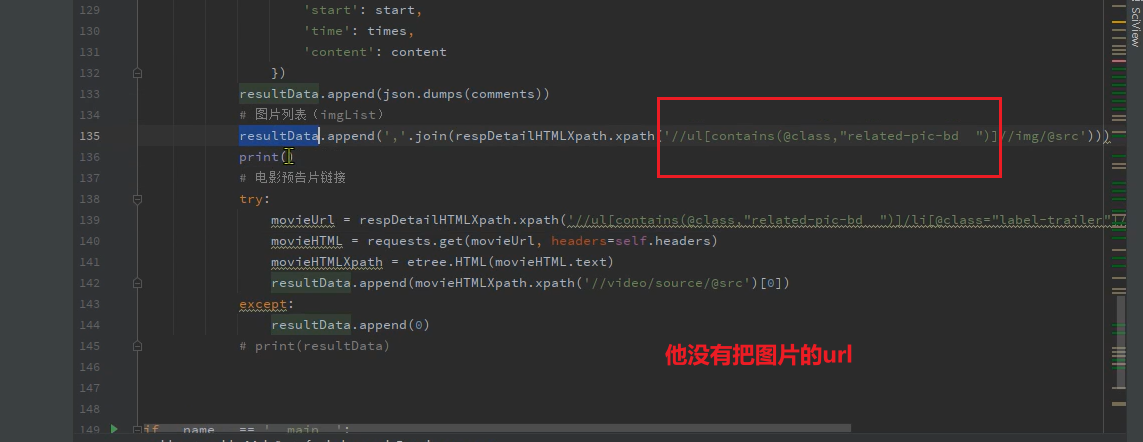 129 'start': start,
130 'time': times,
131 'content': content
132 })
133 resultData.append(json.dumps(comments))
134 # 图片列表（imgList）
135 resultData.append(','.join(respDetailHTMLXpath.xpath('//ul[contains(@class,"related-pic-bd  ")]//img/@src')))
136 print()
137 # 电影预告片链接
138 try:
139 movieUrl = respDetailHTMLXpath.xpath('//ul[contains(@class,"related-pic-bd  ")]/li[@class="label-trailer"]/
140 movieHTML = requests.get(movieUrl, headers=self.headers)
141 movieHTMLXpath = etree.HTML(movieHTML.text)
142 resultData.append(movieHTMLXpath.xpath('//video/source/@src')[0])
143 except:
144 resultData.append(0)
145 # print(resultData)
146
147
148
149 if __name__ == '__main__':
SciView
他没有把图片的url